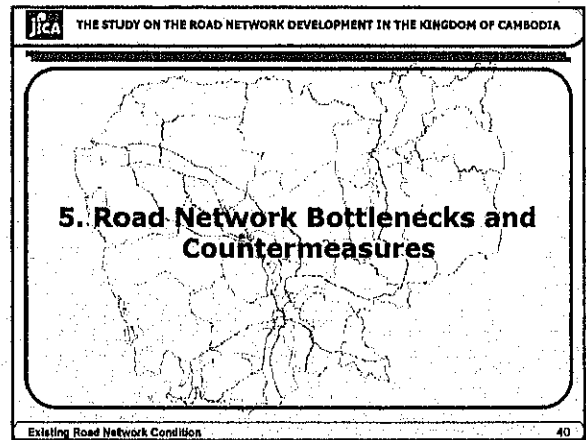 JICA THE STUDY ON THE ROAD NETWORK DEVELOPMENT IN THE KINGDOM OF CAMBODIA
5. Road Network Bottlenecks and
Countermeasures
Existing Road Network Condition 40